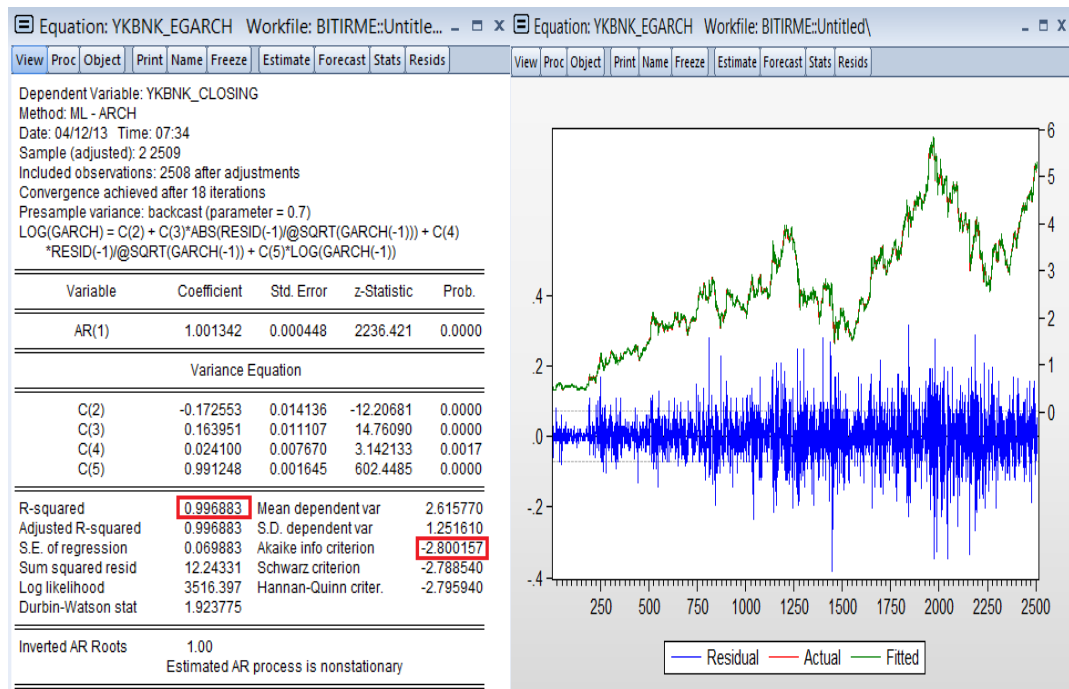 Equation: YKBNK_EGARCH Workfile: BITIRME::Untitle...
View Proc Object Print Name Freeze Estimate Forecast Stats Resids
Dependent Variable: YKBNK_CLOSING
Method: ML - ARCH
Date: 04/12/13 Time: 07:34
Sample (adjusted): 2 2509
Included observations: 2508 after adjustments
Convergence achieved after 18 iterations
Presample variance: backcast (parameter = 0.7)
LOG(GARCH) = C(2) + C(3)*ABS(RESID(-1)/@SQRT(GARCH(-1))) + C(4)
*RESID(-1)/@SQRT(GARCH(-1)) + C(5)*LOG(GARCH(-1))
Variable Coefficient Std. Error z-Statistic Prob.
AR(1) 1.001342 0.000448 2236.421 0.0000
Variance Equation
C(2) -0.172553 0.014136 -12.20681 0.0000
C(3) 0.163951 0.011107 14.76090 0.0000
C(4) 0.024100 0.007670 3.142133 0.0017
C(5) 0.991248 0.001645 602.4485 0.0000
R-squared 0.996883 Mean dependent var 2.615770
Adjusted R-squared 0.996883 S.D. dependent var 1.251610
S.E. of regression 0.069883 Akaike info criterion -2.800157
Sum squared resid 12.24331 Schwarz criterion -2.788540
Log likelihood 3516.397 Hannan-Quinn criter. -2.795940
Durbin-Watson stat 1.923775
Inverted AR Roots 1.00
Estimated AR process is nonstationary
Equation: YKBNK_EGARCH Workfile: BITIRME::Untitled\
View Proc Object Print Name Freeze Estimate Forecast Stats Resids
6
5
4
3
2
1
0
.4
.2
.0
-.2
-.4
250 500 750 1000 1250 1500 1750 2000 2250 2500
Residual Actual Fitted